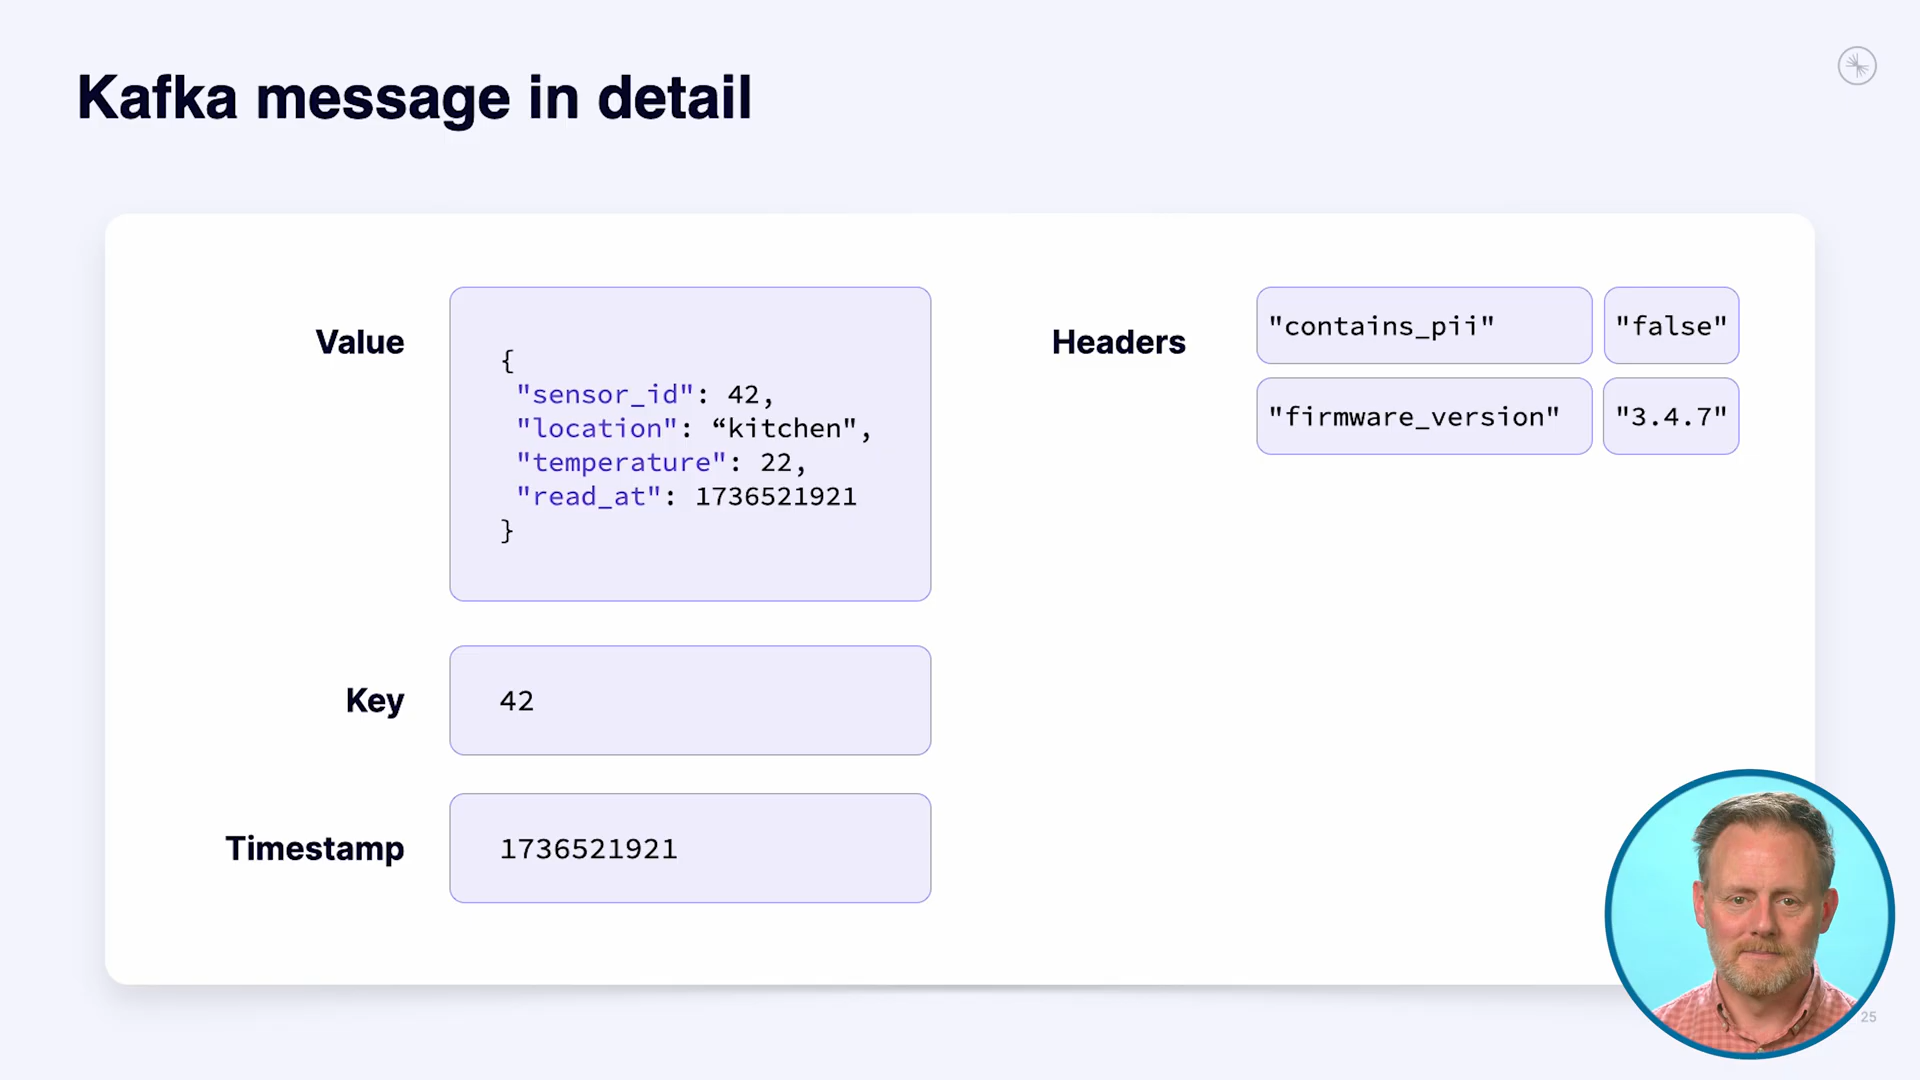 Kafka message in detail
Value
{
"sensor_id": 42,
"location": “kitchen",
"temperature": 22,
"read_at": 1736521921
}
Key
42
Timestamp
1736521921
Headers
"contains_pii" "false"
"firmware_version" "3.4.7"
25